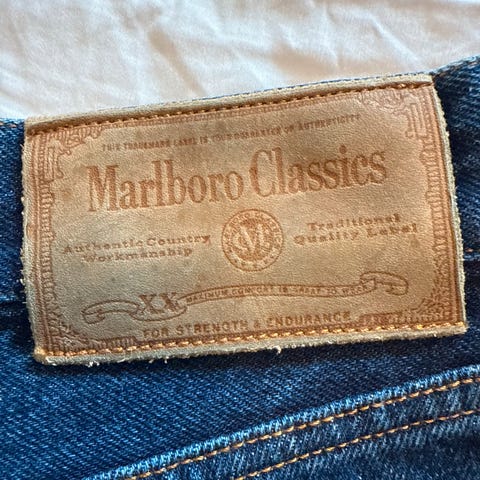 THIS TRADEMARK LABEL IS YOUR GUARANTEE OF AUTHENTICITY
Marlboro Classics
Authentic Country
Workmanship
M
Traditional
Quality Label
XX
MAXIMUM COMFORT IS GREAT TO WEAR
FOR STRENGTH & ENDURANCE